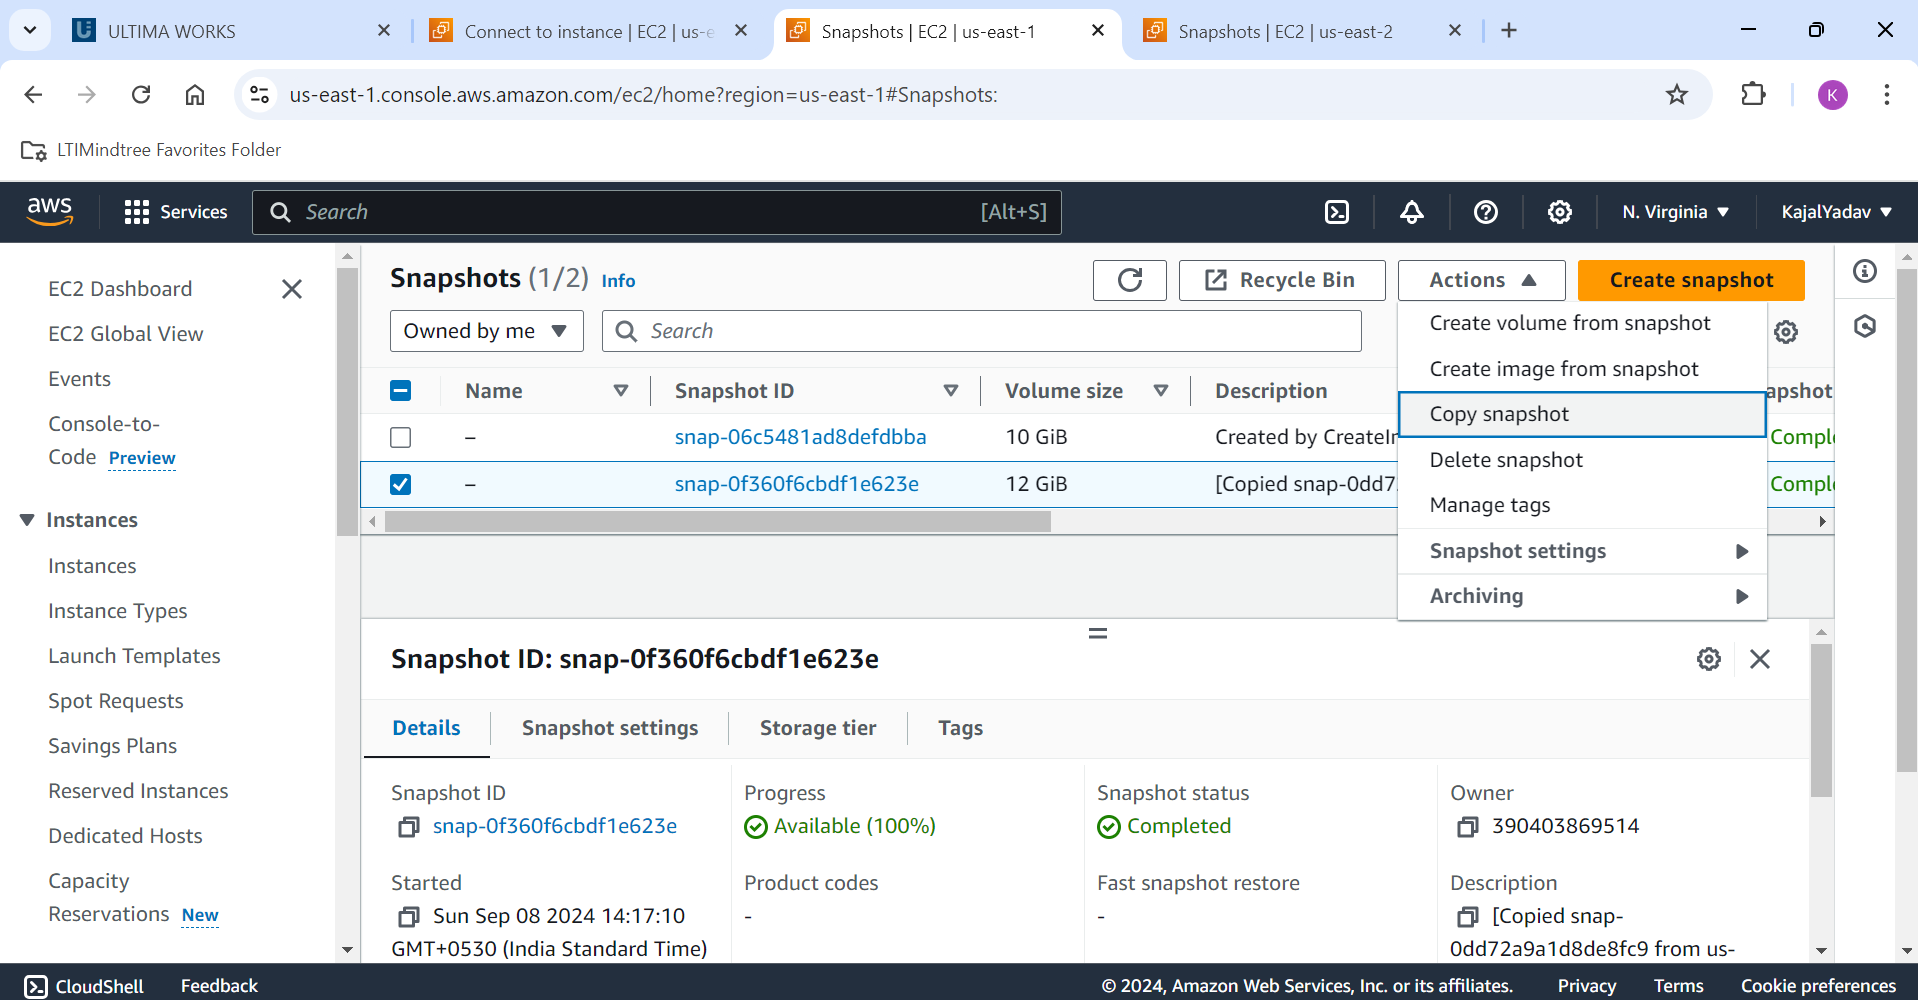 ULTIMA WORKS
Connect to instance | EC2 | us-e
Snapshots | EC2 | us-east-1
Snapshots | EC2 | us-east-2
us-east-1.console.aws.amazon.com/ec2/home?region=us-east-1#Snapshots:
K
LTIMindtree Favorites Folder
aws
Services
Search
[Alt+S]
N. Virginia
KajalYadav
EC2 Dashboard
EC2 Global View
Events
Console-to-
Code Preview
Instances
Instances
Instance Types
Launch Templates
Spot Requests
Savings Plans
Reserved Instances
Dedicated Hosts
Capacity
Reservations New
Snapshots (1/2) Info
Recycle Bin
Actions
Create snapshot
Owned by me
Search
Create volume from snapshot
Create image from snapshot
Copy snapshot
Delete snapshot
Manage tags
Snapshot settings
Archiving
Name Snapshot ID Volume size Description apshot
– snap-06c5481ad8defdbba 10 GiB Created by CreateIn Comple
– snap-0f360f6cbdf1e623e 12 GiB [Copied snap-0dd7 Comple
Snapshot ID: snap-0f360f6cbdf1e623e
Details Snapshot settings Storage tier Tags
Snapshot ID
snap-0f360f6cbdf1e623e
Progress
Available (100%)
Snapshot status
Completed
Owner
390403869514
Started
Sun Sep 08 2024 14:17:10
GMT+0530 (India Standard Time)
Product codes
-
Fast snapshot restore
-
Description
[Copied snap-
0dd72a9a1d8de8fc9 from us-
CloudShell Feedback © 2024, Amazon Web Services, Inc. or its affiliates. Privacy Terms Cookie preferences